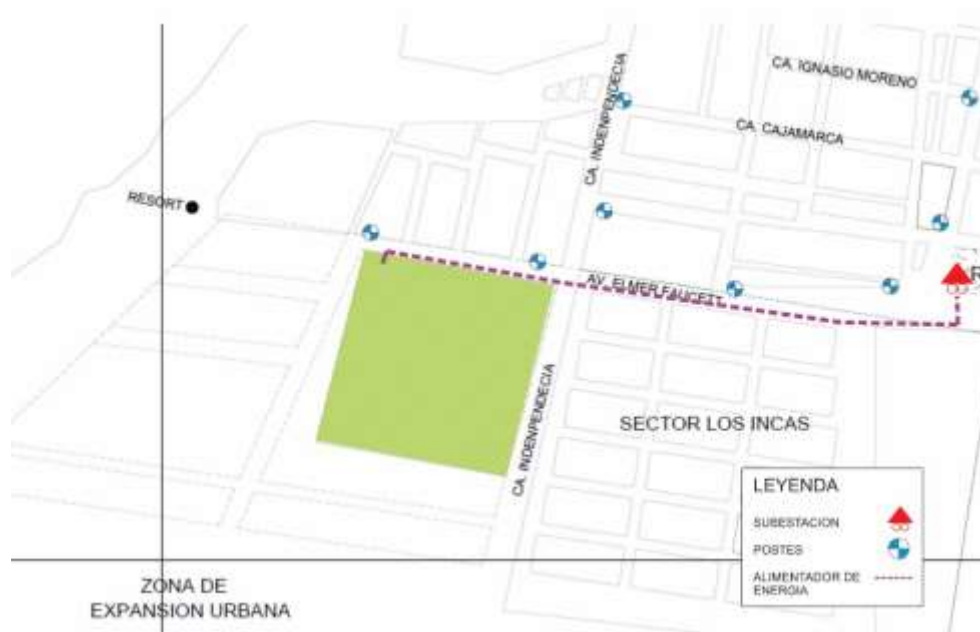 CA. IGNASIO MORENO
CA. INDENPENDECIA
CA. CAJAMARCA
RESORT
AV. ELMER FAUCETT
R
CA. INDENPENDECIA
SECTOR LOS INCAS
LEYENDA
SUBESTACION
POSTES
ALIMENTADOR DE
ENERGIA
ZONA DE
EXPANSION URBANA